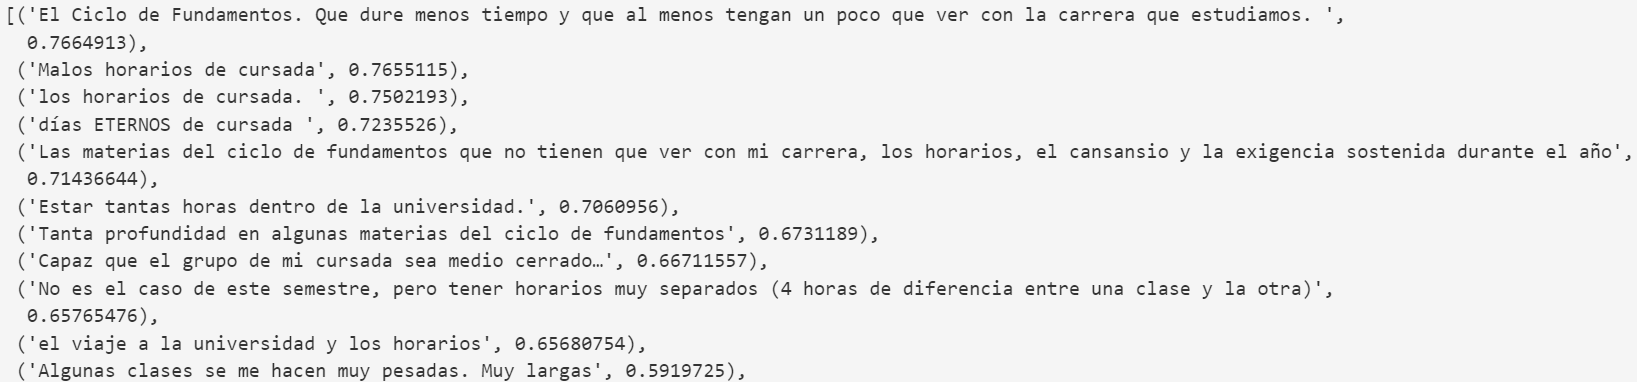 [('El Ciclo de Fundamentos. Que dure menos tiempo y que al menos tengan un poco que ver con la carrera que estudiamos. ',
0.7664913),
('Malos horarios de cursada', 0.7655115),
('los horarios de cursada. ', 0.7502193),
('días ETERNOS de cursada ', 0.7235526),
('Las materias del ciclo de fundamentos que no tienen que ver con mi carrera, los horarios, el cansansio y la exigencia sostenida durante el año',
0.71436644),
('Estar tantas horas dentro de la universidad.', 0.7060956),
('Tanta profundidad en algunas materias del ciclo de fundamentos', 0.6731189),
('Capaz que el grupo de mi cursada sea medio cerrado…', 0.66711557),
('No es el caso de este semestre, pero tener horarios muy separados (4 horas de diferencia entre una clase y la otra)',
0.65765476),
('el viaje a la universidad y los horarios', 0.65680754),
('Algunas clases se me hacen muy pesadas. Muy largas', 0.5919725),